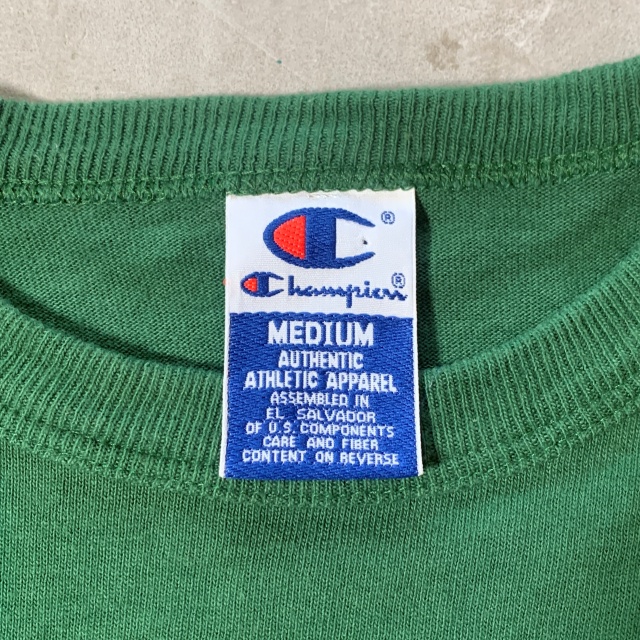 ®
Champion®
MEDIUM
AUTHENTIC
ATHLETIC APPAREL
ASSEMBLED IN
EL SALVADOR
OF U.S. COMPONENTS
CARE AND FIBER
CONTENT ON REVERSE